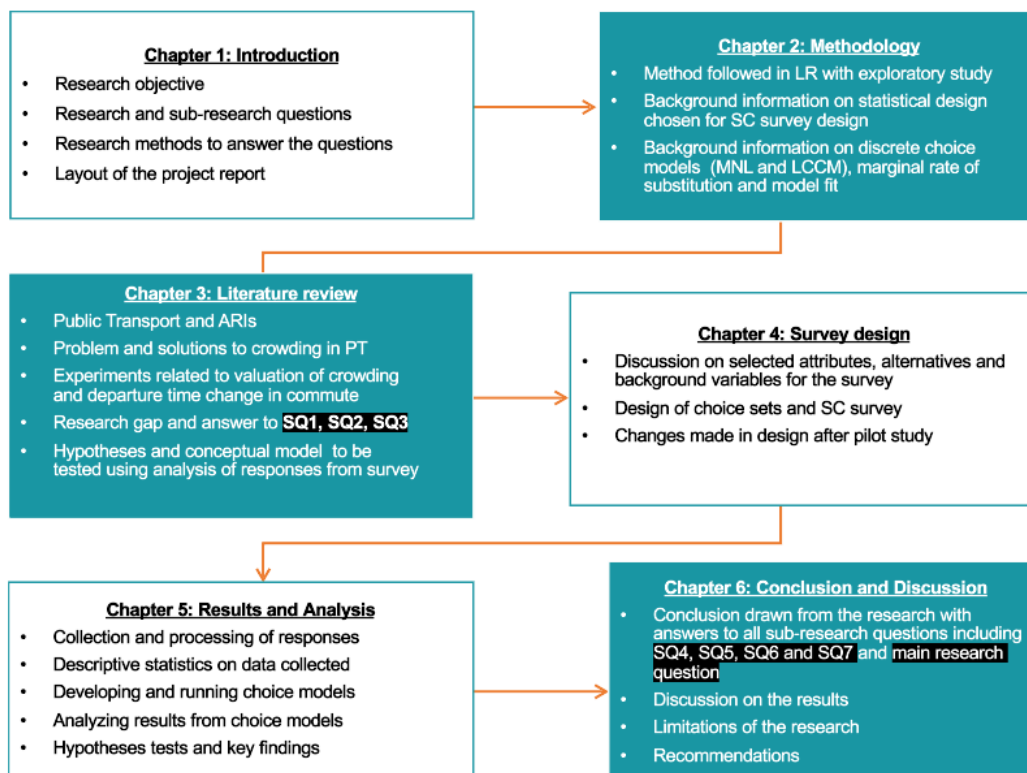 Chapter 1: Introduction
• Research objective
• Research and sub-research questions
• Research methods to answer the questions
• Layout of the project report
Chapter 2: Methodology
• Method followed in LR with exploratory study
• Background information on statistical design
chosen for SC survey design
• Background information on discrete choice
models (MNL and LCCM), marginal rate of
substitution and model fit
Chapter 3: Literature review
• Public Transport and ARIs
• Problem and solutions to crowding in PT
• Experiments related to valuation of crowding
and departure time change in commute
• Research gap and answer to SQ1, SQ2, SQ3
• Hypotheses and conceptual model to be
tested using analysis of responses from survey
Chapter 4: Survey design
• Discussion on selected attributes, alternatives and
background variables for the survey
• Design of choice sets and SC survey
• Changes made in design after pilot study
Chapter 5: Results and Analysis
• Collection and processing of responses
• Descriptive statistics on data collected
• Developing and running choice models
• Analyzing results from choice models
• Hypotheses tests and key findings
Chapter 6: Conclusion and Discussion
• Conclusion drawn from the research with
answers to all sub-research questions including
SQ4, SQ5, SQ6 and SQ7 and main research
question
• Discussion on the results
• Limitations of the research
• Recommendations